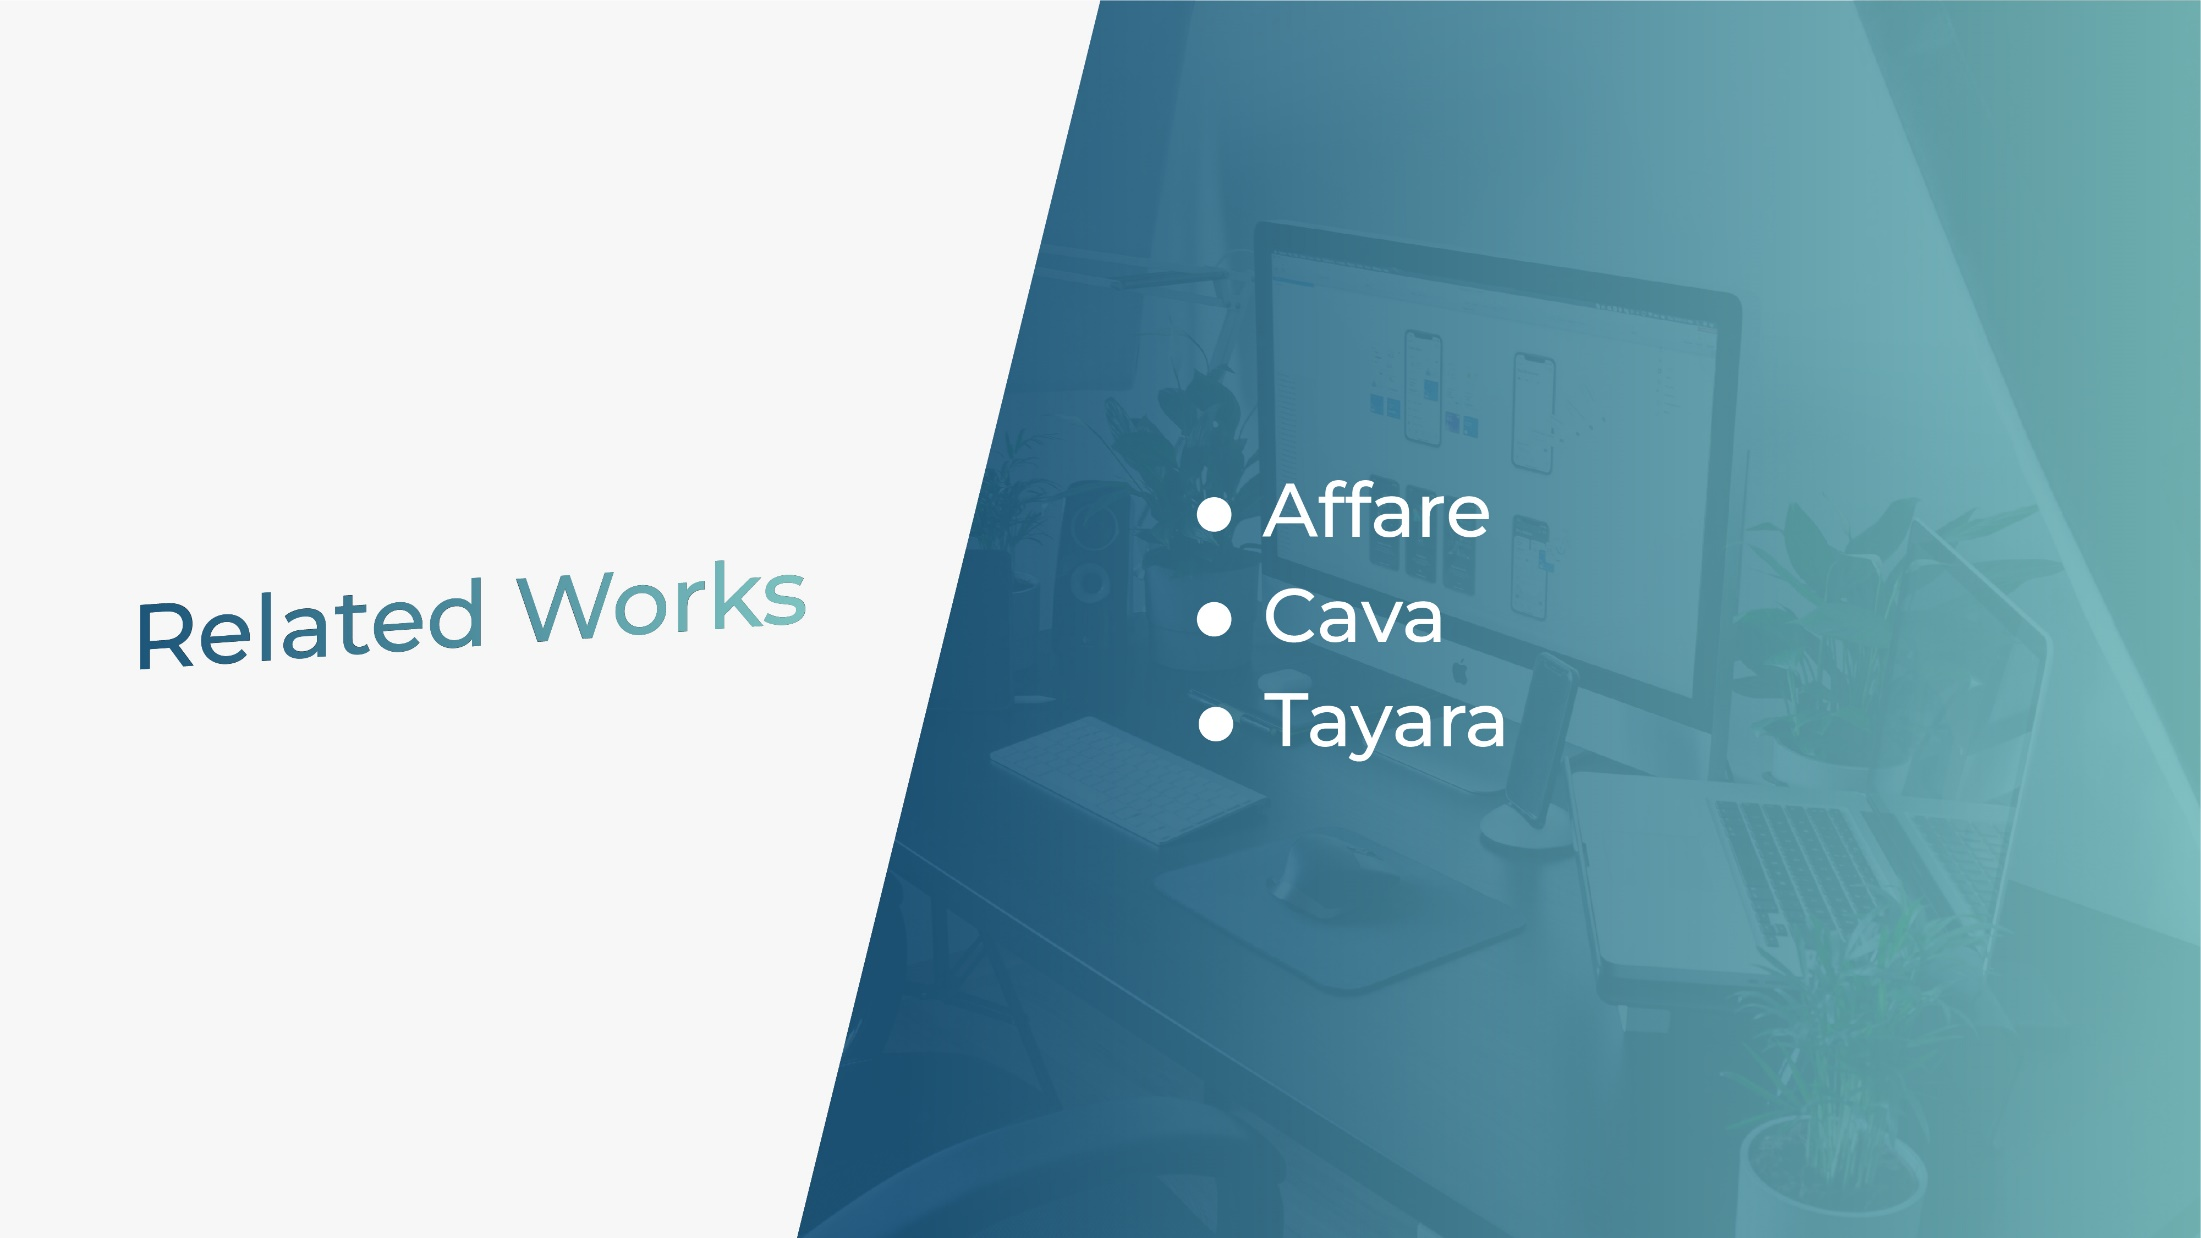 Related Works
● Affare
● Cava
● Tayara